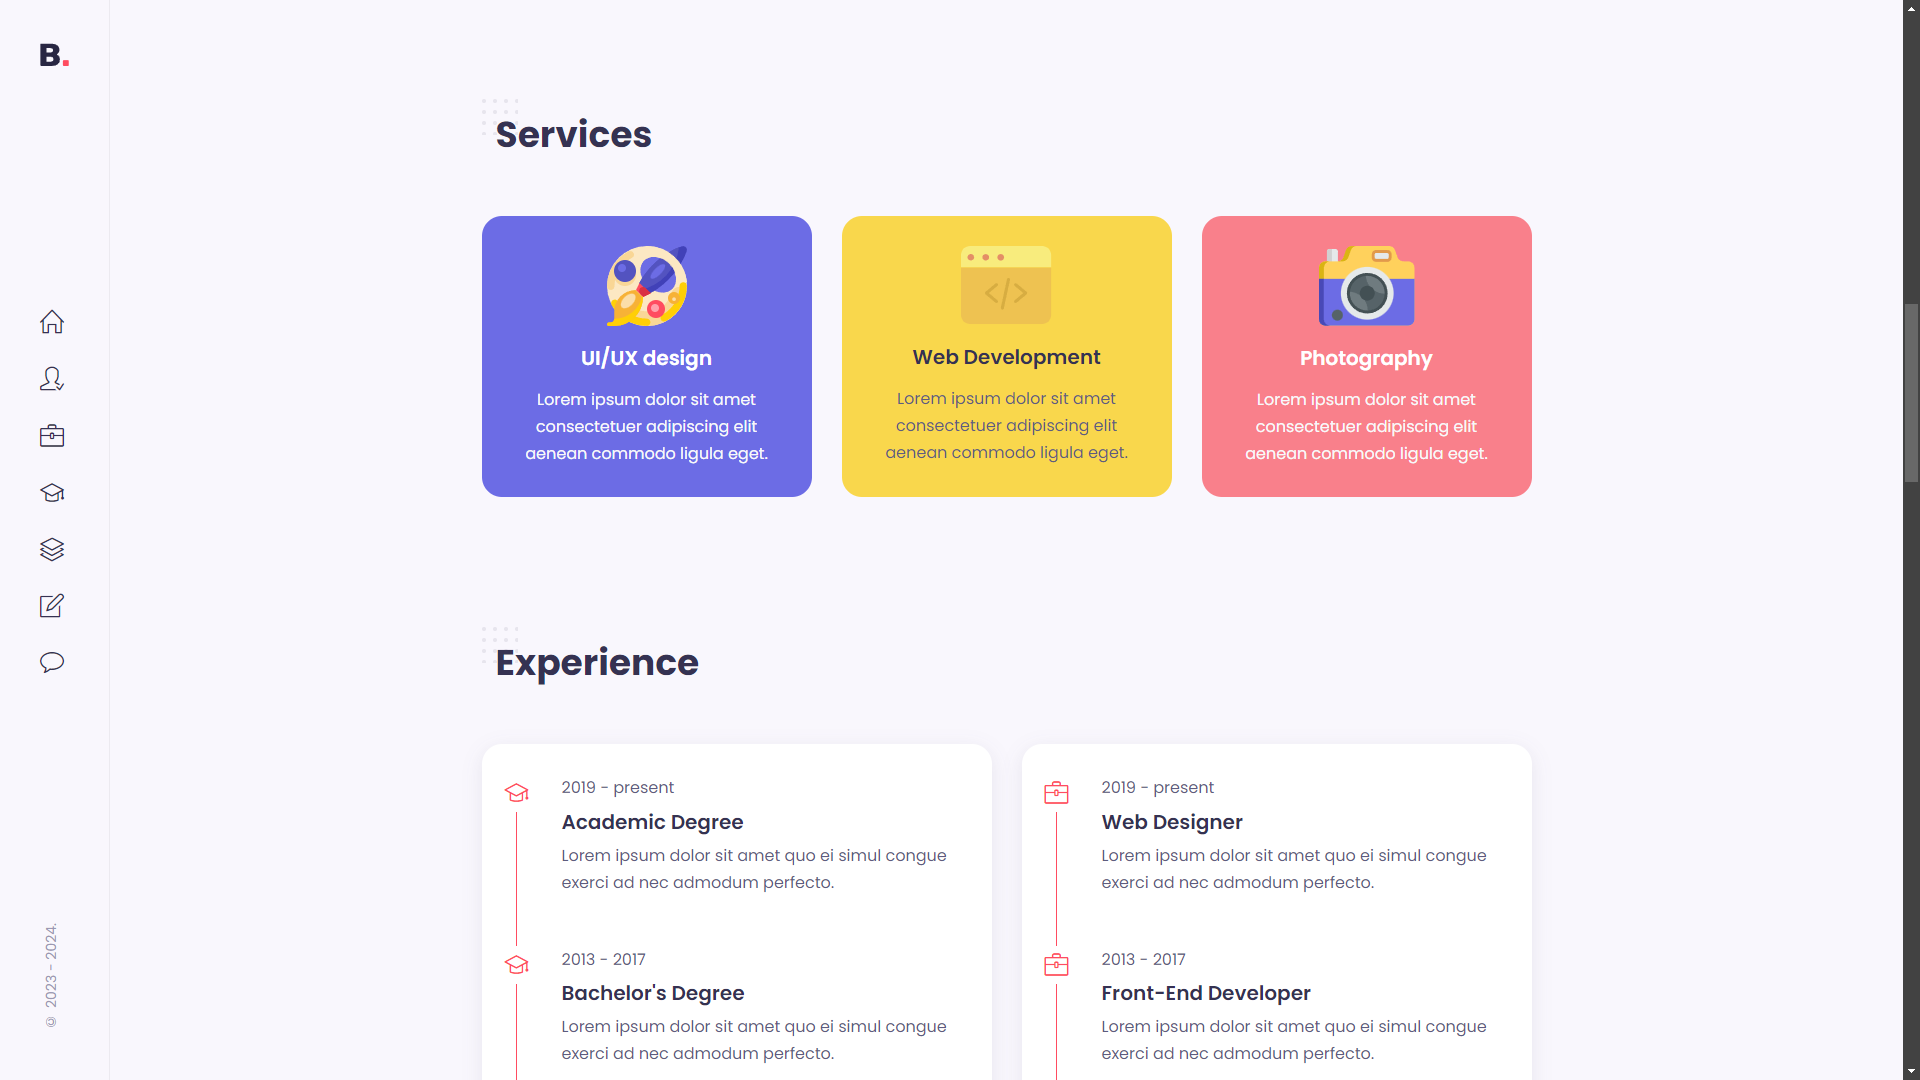 B.
Services
UI/UX design
Lorem ipsum dolor sit amet
consectetuer adipiscing elit
aenean commodo ligula eget.
</>
Web Development
Lorem ipsum dolor sit amet
consectetuer adipiscing elit
aenean commodo ligula eget.
Photography
Lorem ipsum dolor sit amet
consectetuer adipiscing elit
aenean commodo ligula eget.
Experience
2019 - present
Academic Degree
Lorem ipsum dolor sit amet quo ei simul congue
exerci ad nec admodum perfecto.
2013 - 2017
Bachelor's Degree
Lorem ipsum dolor sit amet quo ei simul congue
exerci ad nec admodum perfecto.
2019 - present
Web Designer
Lorem ipsum dolor sit amet quo ei simul congue
exerci ad nec admodum perfecto.
2013 - 2017
Front-End Developer
Lorem ipsum dolor sit amet quo ei simul congue
exerci ad nec admodum perfecto.
© 2023 - 2024.